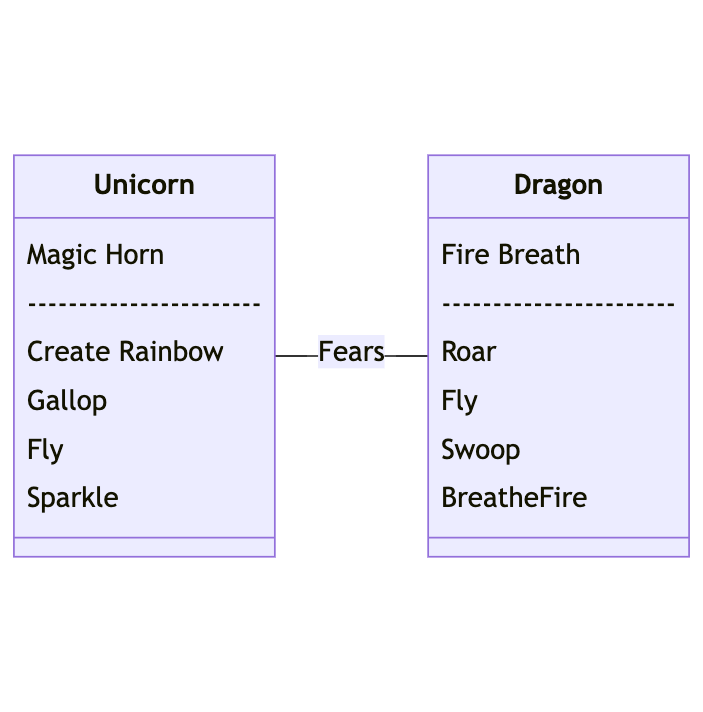 Unicorn
Magic Horn
-----------------------
Create Rainbow
Gallop
Fly
Sparkle
Fears
Dragon
Fire Breath
-----------------------
Roar
Fly
Swoop
BreatheFire